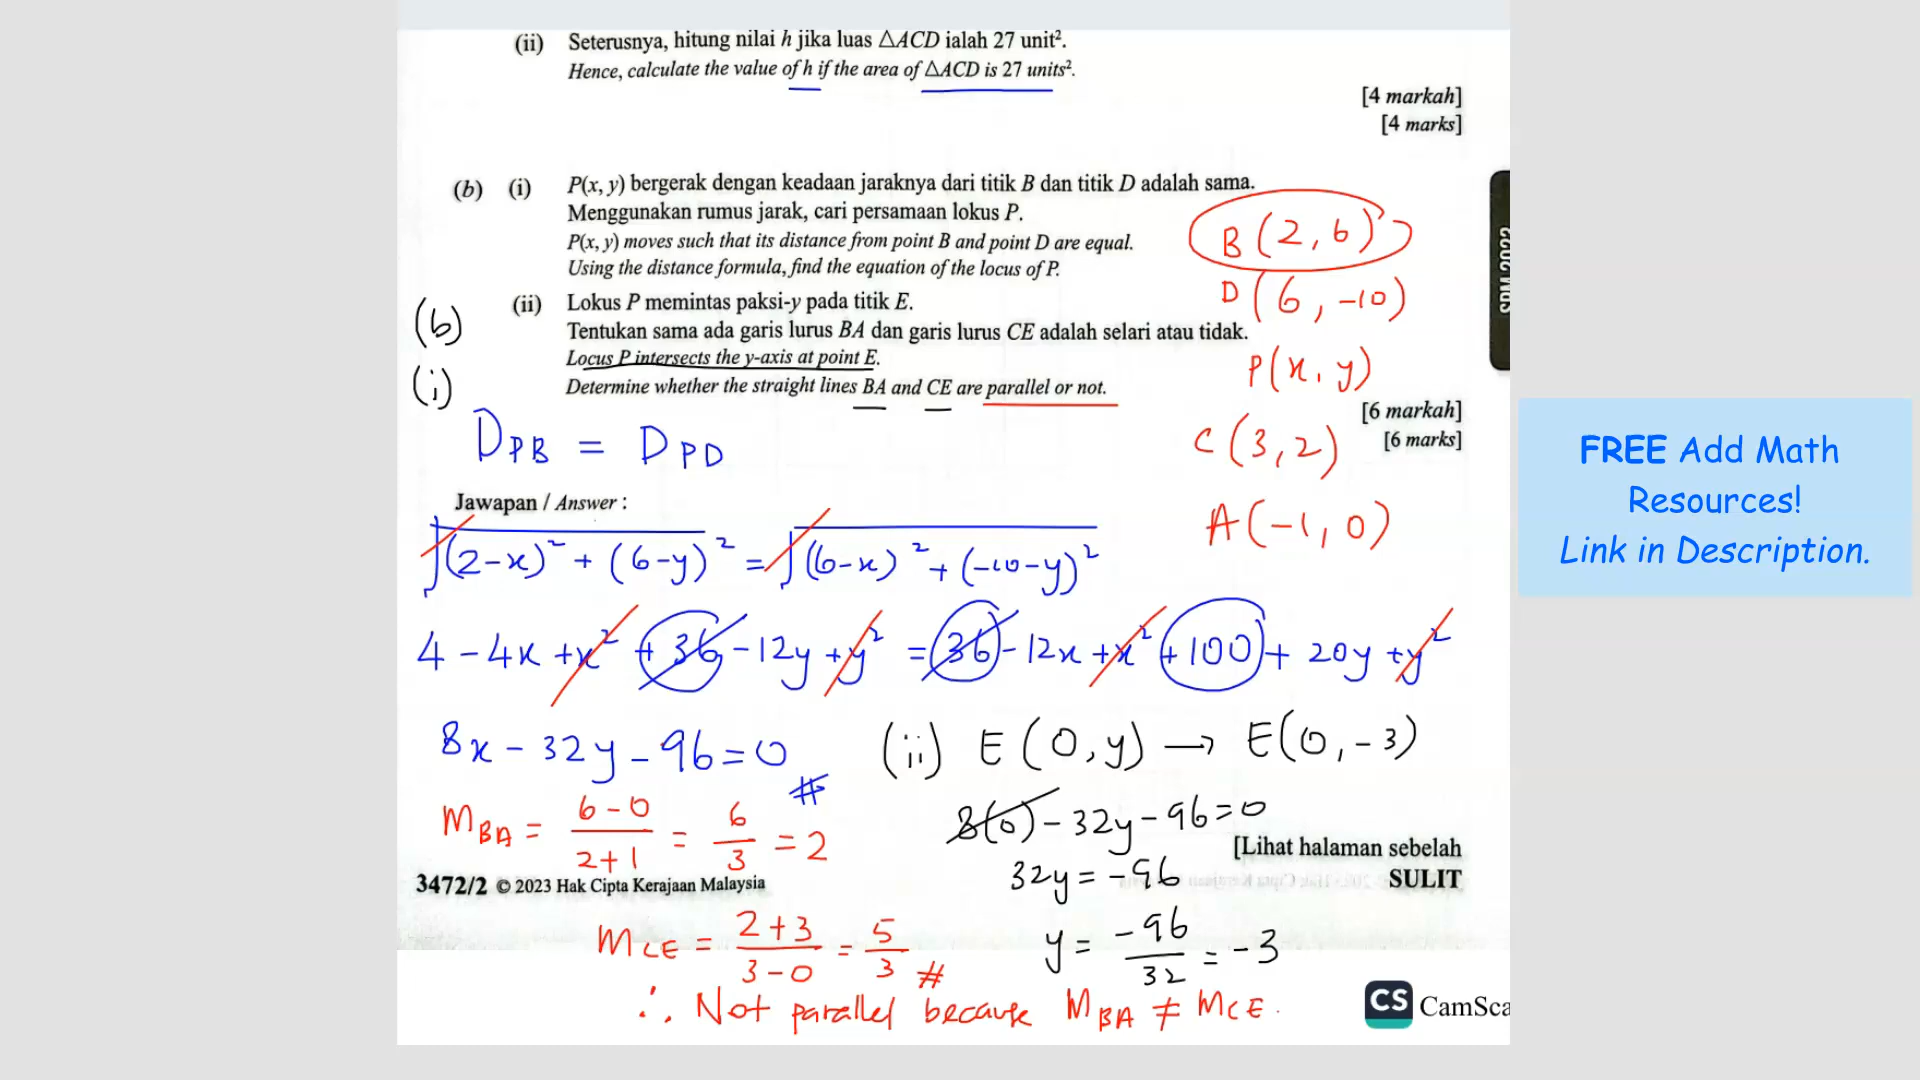 (ii) Seterusnya, hitung nilai h jika luas △ACD ialah 27 unit².
Hence, calculate the value of h if the area of △ACD is 27 units².
[4 markah]
[4 marks]
(b) (i) P(x, y) bergerak dengan keadaan jaraknya dari titik B dan titik D adalah sama.
Menggunakan rumus jarak, cari persamaan lokus P.
P(x, y) moves such that its distance from point B and point D are equal.
Using the distance formula, find the equation of the locus of P.
(ii) Lokus P memintas paksi-y pada titik E.
Tentukan sama ada garis lurus BA dan garis lurus CE adalah selari atau tidak.
Locus P intersects the y-axis at point E.
Determine whether the straight lines BA and CE are parallel or not.
[6 markah]
[6 marks]
B (2, 6)
D (6, -10)
P(x, y)
C (3, 2)
A (-1, 0)
(b)
(i)
D PB = D PD
Jawapan / Answer :
√(2-x)² + (6-y)² = √(6-x)² + (-10-y)²
4 - 4x + x² + 36 - 12y + y² = 36 - 12x + x² + 100 + 20y + y²
8x - 32y - 96 = 0 #
(ii) E (0, y) → E(0, -3)
8(0) - 32y - 96 = 0
32y = -96
y = -96/32 = -3
M BA = 6-0/2+1 = 6/3 = 2
[Lihat halaman sebelah
SULIT
3472/2 © 2023 Hak Cipta Kerajaan Malaysia
M CE = 2+3/3-0 = 5/3 #
∴ Not parallel because M BA ≠ M CE.
CS CamSca
SPM 2022
FREE Add Math
Resources!
Link in Description.